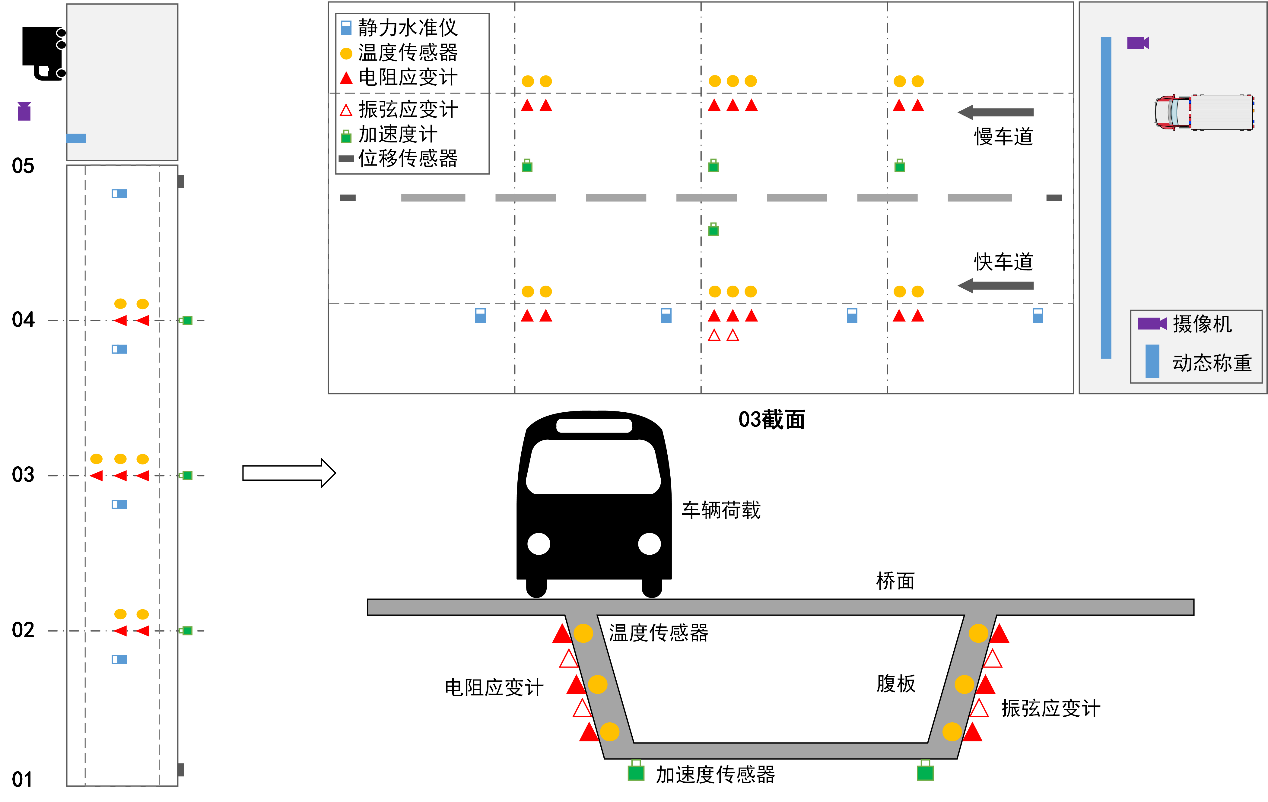 静力水准仪
温度传感器
电阻应变计
振弦应变计
加速度计
位移传感器
慢车道
快车道
摄像机
动态称重
05
04
03
02
01
03截面
车辆荷载
桥面
温度传感器
电阻应变计
腹板
振弦应变计
加速度传感器